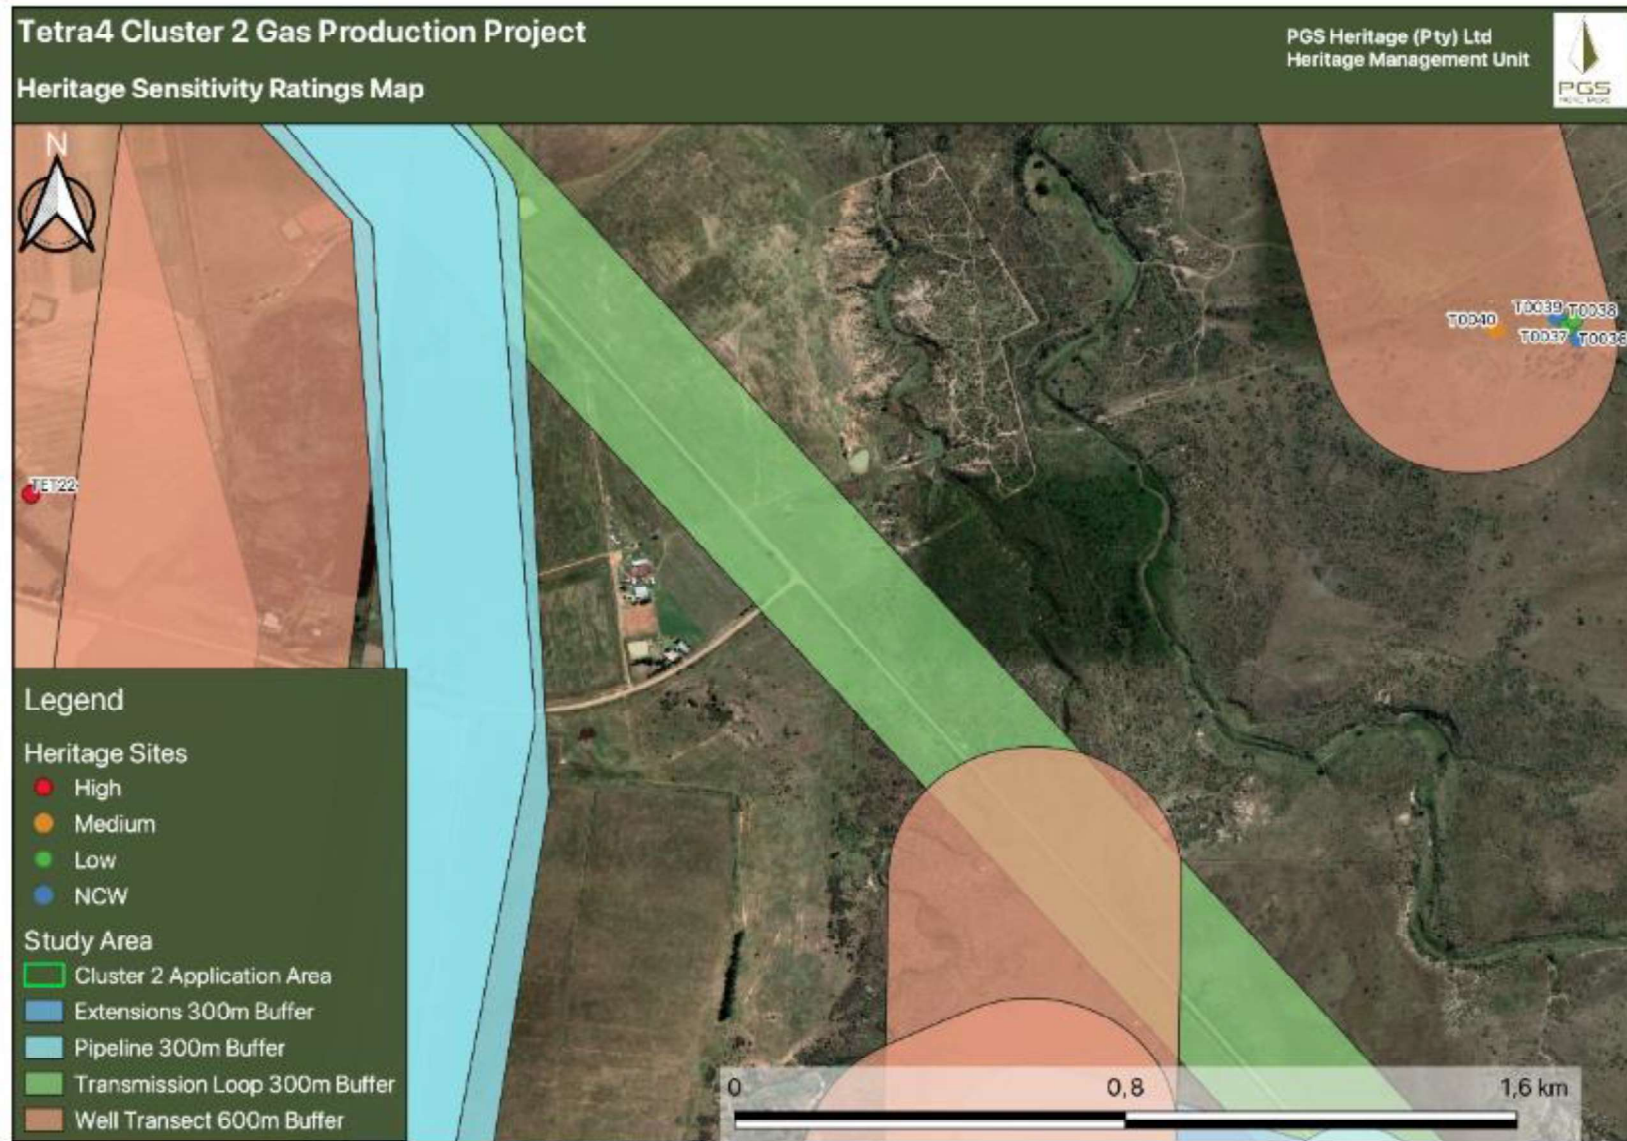 Tetra4 Cluster 2 Gas Production Project
Heritage Sensitivity Ratings Map
PGS Heritage (Pty) Ltd
Heritage Management Unit
PGS
N
T0040
T0039
T0038
T0037
T0036
TET22
Legend
Heritage Sites
High
Medium
Low
NCW
Study Area
Cluster 2 Application Area
Extensions 300m Buffer
Pipeline 300m Buffer
Transmission Loop 300m Buffer
Well Transect 600m Buffer
0
0,8
1,6 km